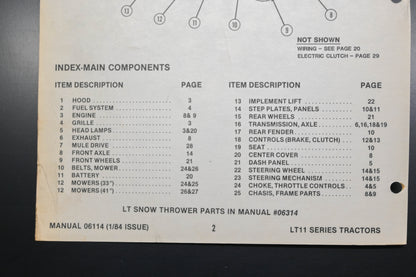 13
12
9
8
NOT SHOWN
WIRING – SEE PAGE 20
ELECTRIC CLUTCH – PAGE 29
INDEX-MAIN COMPONENTS
ITEM DESCRIPTION PAGE
1 HOOD 3
2 FUEL SYSTEM 4
3 ENGINE 8& 9
4 GRILLE 3
5 HEAD LAMPS 3&20
6 EXHAUST 8
7 MULE DRIVE 28
8 FRONT AXLE 14
9 FRONT WHEELS 21
10 BELTS, MOWER 24&26
11 BATTERY 20
12 MOWERS (33") 24&25
12 MOWERS (41") 26&27
ITEM DESCRIPTION PAGE
13 IMPLEMENT LIFT 22
14 STEP PLATES, PANELS 10&11
15 REAR WHEELS 21
16 TRANSMISSION, AXLE 6,16,18&19
17 REAR FENDER 10
18 CONTROLS (BRAKE, CLUTCH) 12&13
19 SEAT 10
20 CENTER COVER 8
21 DASH PANEL 5
22 STEERING WHEEL 14&15
23 STEERING MECHANISM 14&15
24 CHOKE, THROTTLE CONTROLS 4&5
25 CHASIS, FRAME PARTS 8&9
LT SNOW THROWER PARTS IN MANUAL #06314
MANUAL 06114 (1/84 ISSUE) 2 LT11 SERIES TRACTORS